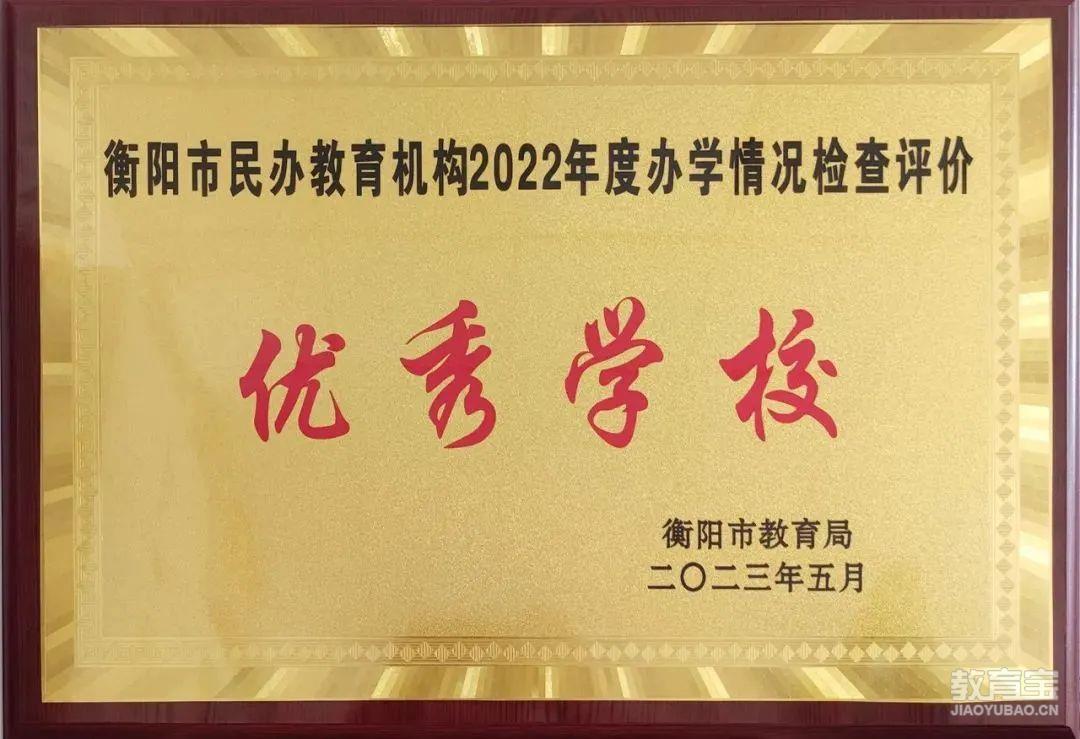 衡阳市民办教育机构2022年度办学情况检查评价
优秀学校
衡阳市教育局
二〇二三年五月
教育宝
JIAOYUBAO.CN